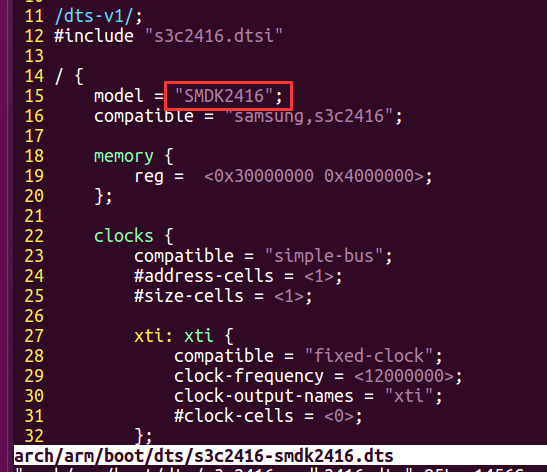 10
11 /dts-v1/;
12 #include "s3c2416.dtsi"
13
14 / {
15     model = "SMDK2416";
16     compatible = "samsung,s3c2416";
17
18     memory {
19         reg =  <0x30000000 0x4000000>;
20     };
21
22     clocks {
23         compatible = "simple-bus";
24         #address-cells = <1>;
25         #size-cells = <1>;
26
27         xti: xti {
28             compatible = "fixed-clock";
29             clock-frequency = <12000000>;
30             clock-output-names = "xti";
31             #clock-cells = <0>;
32         };
arch/arm/boot/dts/s3c2416-smdk2416.dts